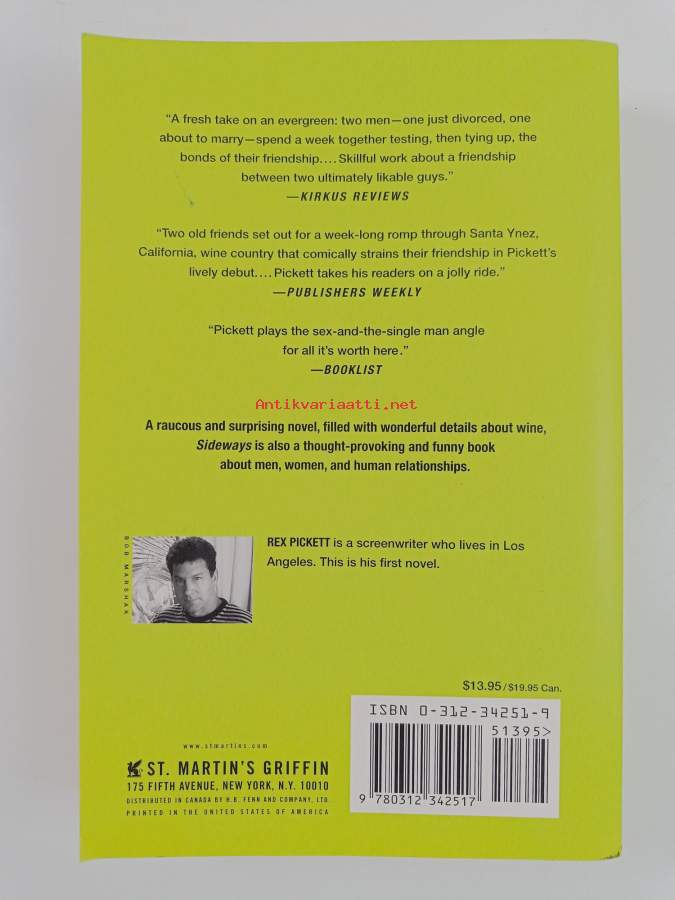 “A fresh take on an evergreen: two men—one just divorced, one
about to marry—spend a week together testing, then tying up, the
bonds of their friendship.... Skillful work about a friendship
between two ultimately likable guys.”
—KIRKUS REVIEWS
“Two old friends set out for a week-long romp through Santa Ynez,
California, wine country that comically strains their friendship in Pickett’s
lively debut.... Pickett takes his readers on a jolly ride.”
—PUBLISHERS WEEKLY
“Pickett plays the sex-and-the-single man angle
for all it’s worth here.”
—BOOKLIST
Antikvariaatti.net
A raucous and surprising novel, filled with wonderful details about wine,
Sideways is also a thought-provoking and funny book
about men, women, and human relationships.
BOB MARSHAK
REX PICKETT is a screenwriter who lives in Los
Angeles. This is his first novel.
$13.95/$19.95 Can.
ISBN 0-312-34251-9
51395>
9 780312 342517
www.stmartins.com
ST. MARTIN’S GRIFFIN
175 FIFTH AVENUE, NEW YORK, N.Y. 10010
DISTRIBUTED IN CANADA BY H.B. FENN AND COMPANY, LTD.
PRINTED IN THE UNITED STATES OF AMERICA